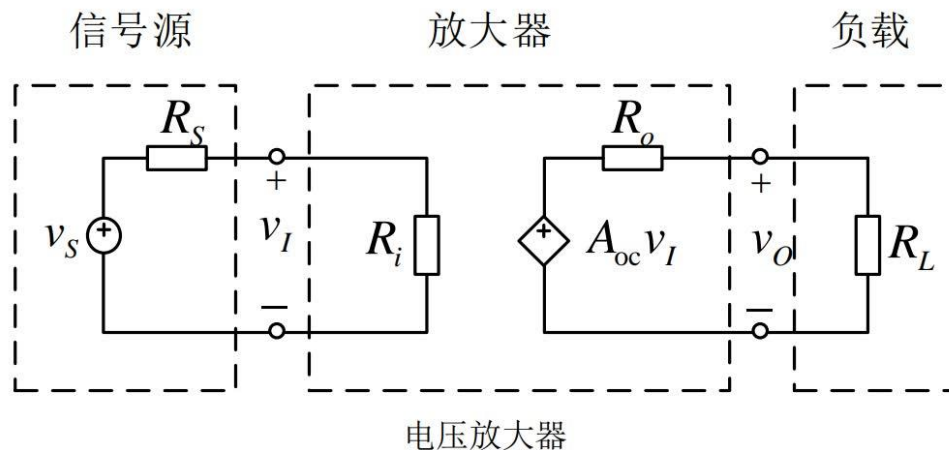 信号源 放大器 负载
R_S R_o
+ +
v_S + v_I R_i + A_oc v_I v_O R_L
− −
电压放大器